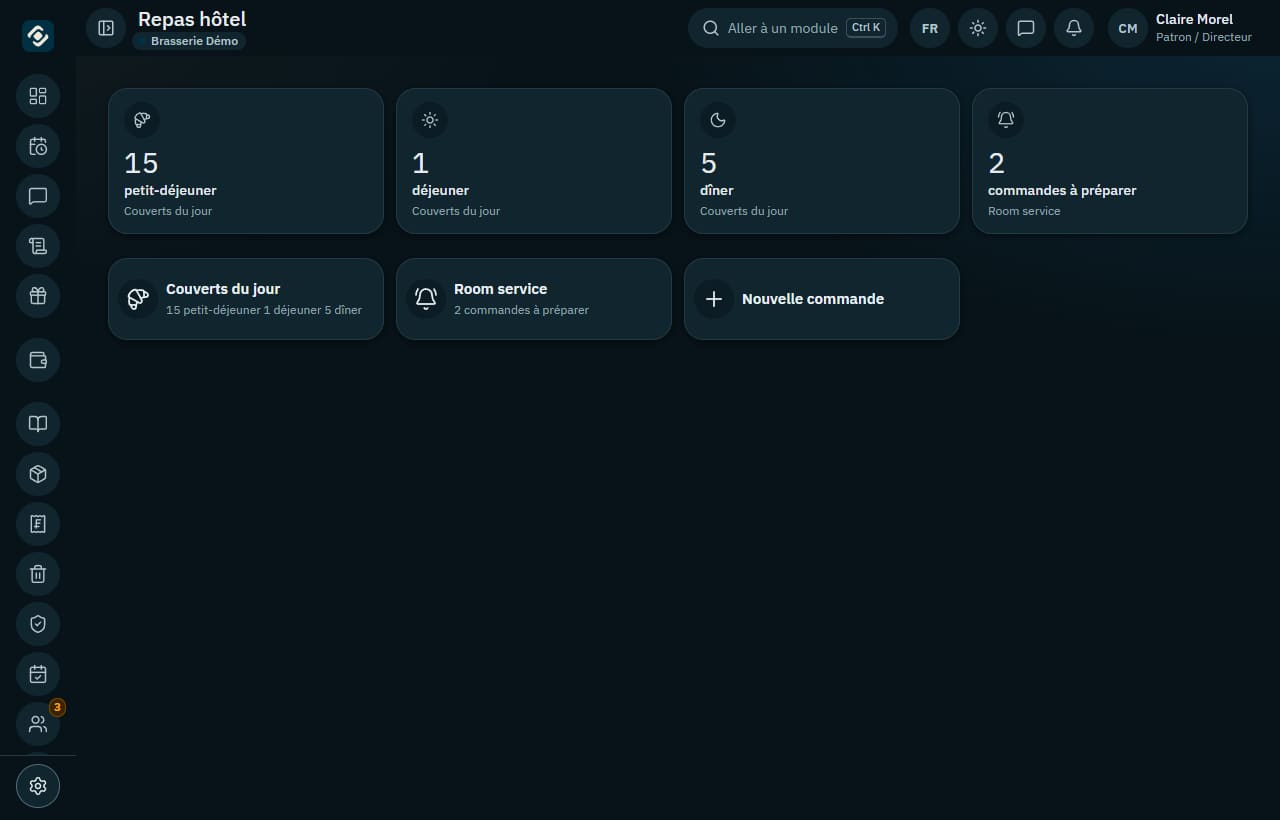 Repas hôtel
Brasserie Démo
Aller à un module
Ctrl K
FR
CM
Claire Morel
Patron / Directeur
15
petit-déjeuner
Couverts du jour
1
déjeuner
Couverts du jour
5
dîner
Couverts du jour
2
commandes à préparer
Room service
Couverts du jour
15 petit-déjeuner 1 déjeuner 5 dîner
Room service
2 commandes à préparer
Nouvelle commande
3